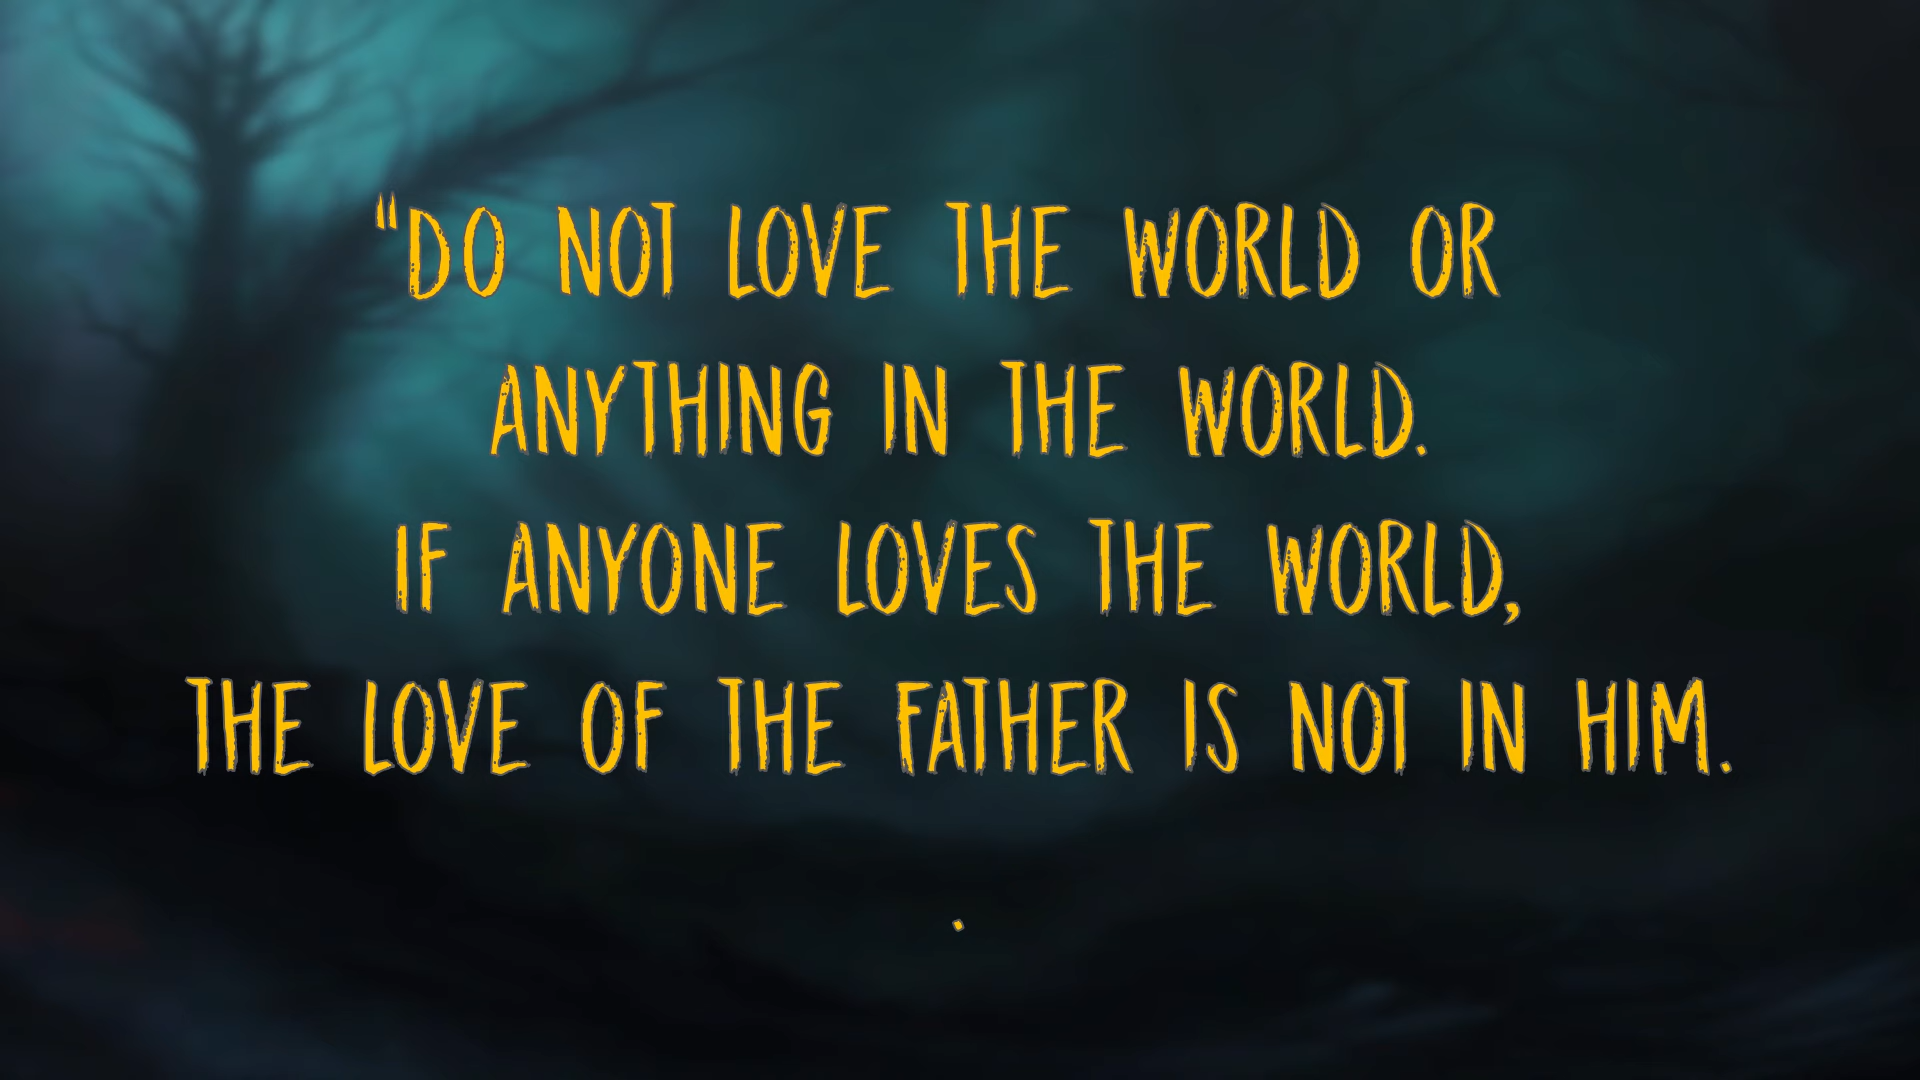 “DO NOT LOVE THE WORLD OR
ANYTHING IN THE WORLD.
IF ANYONE LOVES THE WORLD,
THE LOVE OF THE FATHER IS NOT IN HIM.
.